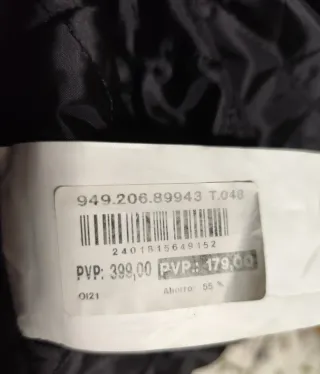 949.206.89943 T.048
2401815649152
PVP: 399,00 PVP.: 179,00
OI21 Ahorro: 55 %